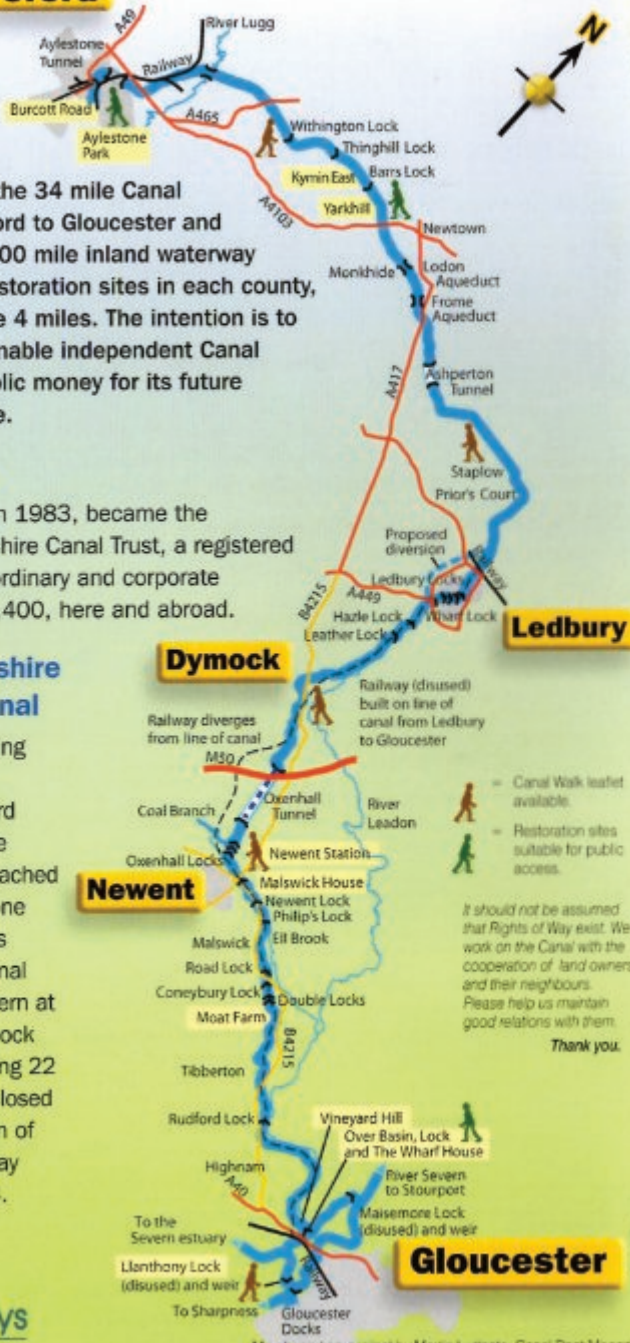 A49
River Lugg
Aylestone
Tunnel
Railway
Burcott Road
Aylestone
Park
A465
N
Withington Lock
Thinghill Lock
Kymin East
Barrs Lock
Yarkhill
A4103
Newtown
Monkhide
Lodon
Aqueduct
Frome
Aqueduct
Ashperton
Tunnel
A417
Staplow
Prior's Court
Proposed
diversion
Railway
Ledbury Locks
A449
B4215
Hazle Lock
Wharf Lock
Leather Lock
Ledbury
Dymock
Railway (disused)
built on line of
canal from Ledbury
to Gloucester
Railway diverges
from line of canal
M50
Oxenhall
Tunnel
Coal Branch
River
Leadon
Oxenhall Locks
Newent Station
Newent
Malswick House
Newent Lock
Philip's Lock
Malswick
Ell Brook
Road Lock
Coneybury Lock
Double Locks
Moat Farm
B4215
Tibberton
Rudford Lock
Vineyard Hill
Over Basin, Lock
and The Wharf House
Highnam
A40
River Severn
to Stourport
Maisemore Lock
(disused) and weir
To the
Severn estuary
Llanthony Lock
(disused) and weir
Railway
To Sharpness
Gloucester
Docks
Gloucester
= Canal Walk leaflet
available.
= Restoration sites
suitable for public
access.
It should not be assumed
that Rights of Way exist. We
work on the Canal with the
cooperation of land owners
and their neighbours.
Please help us maintain
good relations with them.
Thank you.
the 34 mile Canal
ord to Gloucester and
00 mile inland waterway
storation sites in each county,
e 4 miles. The intention is to
nable independent Canal
olic money for its future
e.
n 1983, became the
shire Canal Trust, a registered
ordinary and corporate
400, here and abroad.
shire
nal
ng
rd
e
ached
one
s
nal
ern at
ock
ng 22
losed
n of
ay
ys